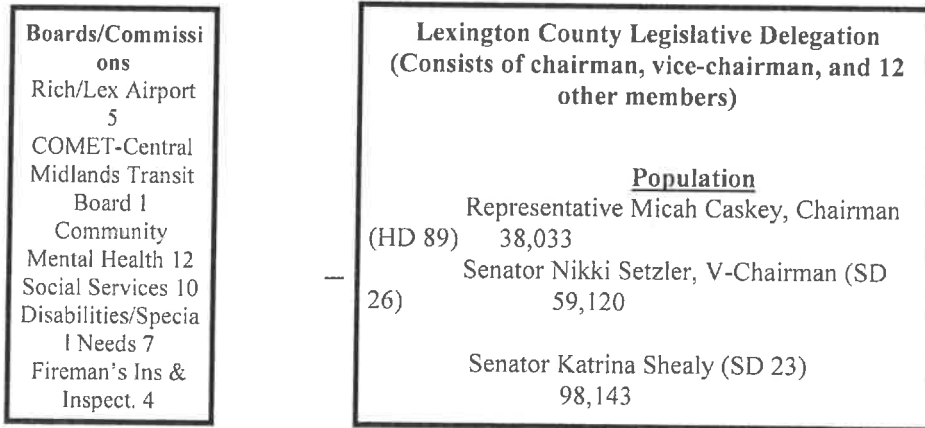 Boards/Commissi
ons
Rich/Lex Airport
5
COMET-Central
Midlands Transit
Board 1
Community
Mental Health 12
Social Services 10
Disabilities/Specia
l Needs 7
Fireman's Ins &
Inspect. 4
Lexington County Legislative Delegation
(Consists of chairman, vice-chairman, and 12
other members)
Population
Representative Micah Caskey, Chairman
(HD 89) 38,033
Senator Nikki Setzler, V-Chairman (SD
26) 59,120
Senator Katrina Shealy (SD 23)
98,143